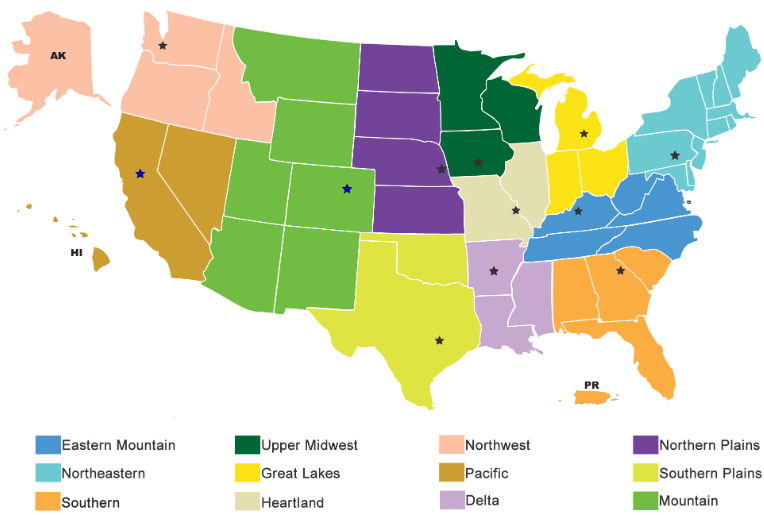 AK
HI
PR
Eastern Mountain
Upper Midwest
Northwest
Northern Plains
Northeastern
Great Lakes
Pacific
Southern Plains
Southern
Heartland
Delta
Mountain